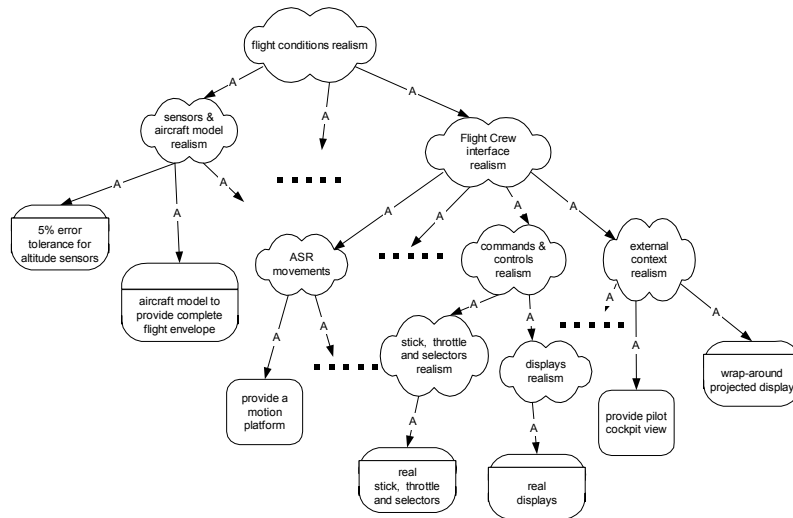 flight conditions realism
A
A
A
sensors &
aircraft model
realism
Flight Crew
interface
realism
A
A
A
A
A
A
A
5% error
tolerance for
altitude sensors
ASR
movements
commands &
controls
realism
external
context
realism
aircraft model to
provide complete
flight envelope
A
A
A
A
A
A
A
stick, throttle
and selectors
realism
displays
realism
wrap-around
projected display
provide a
motion
platform
provide pilot
cockpit view
A
A
real
stick, throttle
and selectors
real
displays